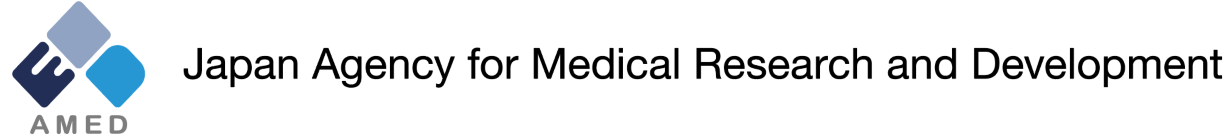 AMED
Japan Agency for Medical Research and Development